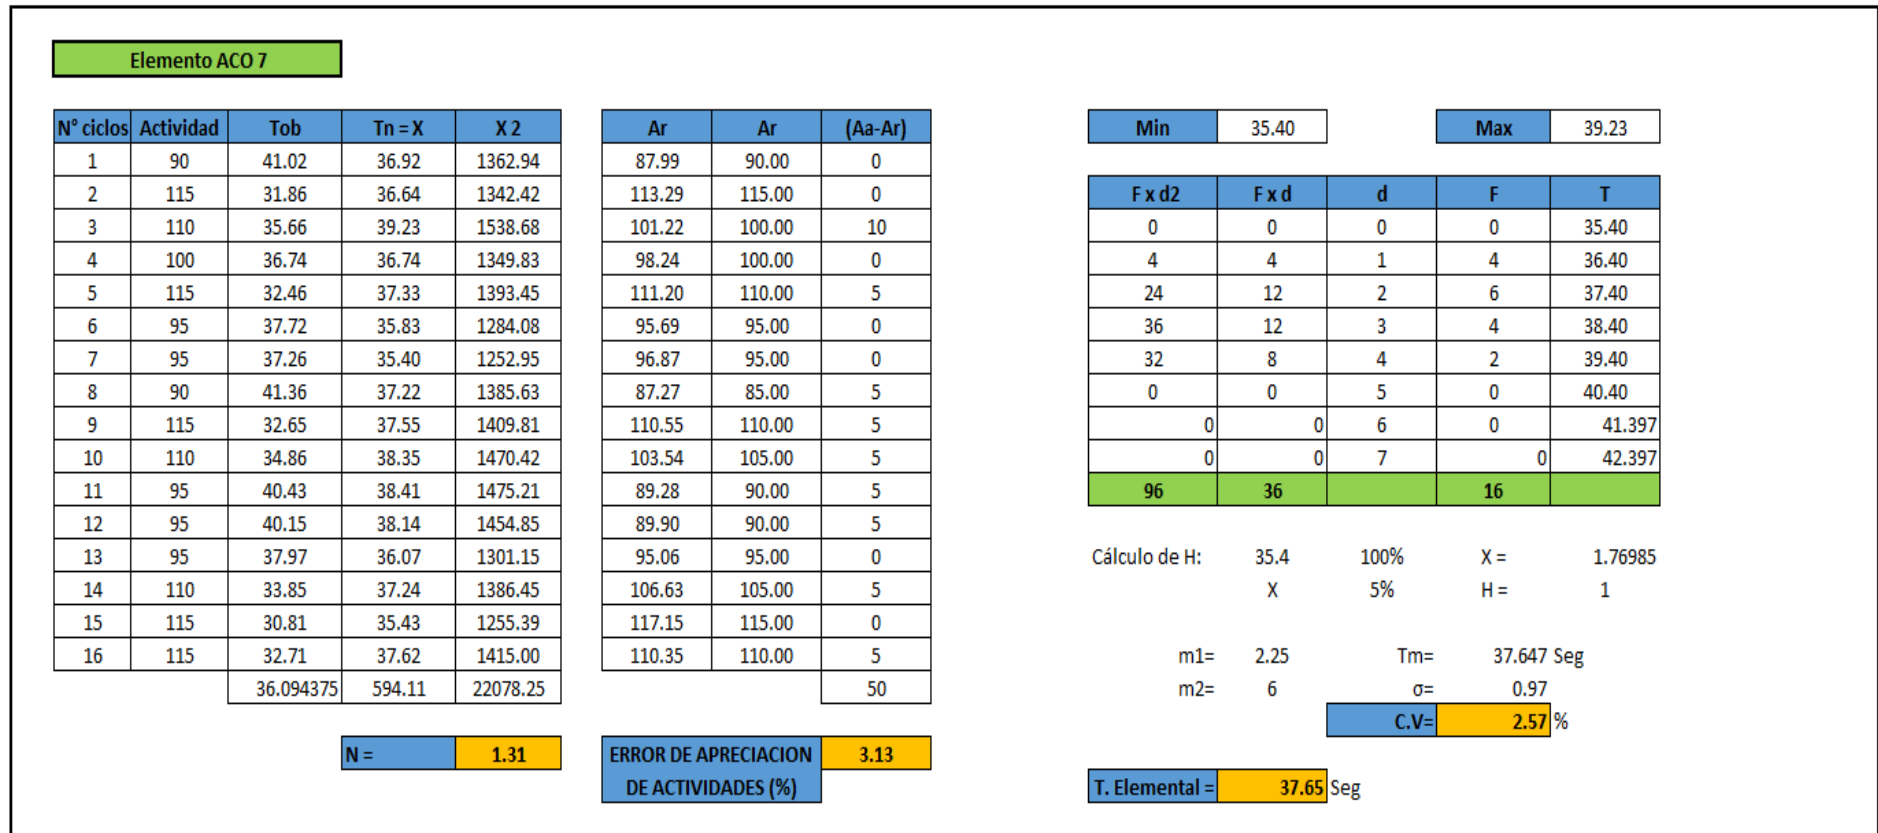 Elemento ACO 7
N° ciclos Actividad Tob Tn = X X 2 Ar Ar (Aa-Ar) Min 35.40 Max 39.23
1 90 41.02 36.92 1362.94 87.99 90.00 0
2 115 31.86 36.64 1342.42 113.29 115.00 0 F x d2 F x d d F T
3 110 35.66 39.23 1538.68 101.22 100.00 10 0 0 0 0 35.40
4 100 36.74 36.74 1349.83 98.24 100.00 0 4 4 1 4 36.40
5 115 32.46 37.33 1393.45 111.20 110.00 5 24 12 2 6 37.40
6 95 37.72 35.83 1284.08 95.69 95.00 0 36 12 3 4 38.40
7 95 37.26 35.40 1252.95 96.87 95.00 0 32 8 4 2 39.40
8 90 41.36 37.22 1385.63 87.27 85.00 5 0 0 5 0 40.40
9 115 32.65 37.55 1409.81 110.55 110.00 5 0 0 6 0 41.397
10 110 34.86 38.35 1470.42 103.54 105.00 5 0 0 7 0 42.397
11 95 40.43 38.41 1475.21 89.28 90.00 5 96 36 16
12 95 40.15 38.14 1454.85 89.90 90.00 5
13 95 37.97 36.07 1301.15 95.06 95.00 0 Cálculo de H: 35.4 100% X = 1.76985
14 110 33.85 37.24 1386.45 106.63 105.00 5 X 5% H = 1
15 115 30.81 35.43 1255.39 117.15 115.00 0
16 115 32.71 37.62 1415.00 110.35 110.00 5 m1= 2.25 Tm= 37.647 Seg
36.094375 594.11 22078.25 50 m2= 6 σ= 0.97
C.V= 2.57 %
N = 1.31 ERROR DE APRECIACION 3.13
DE ACTIVIDADES (%) T. Elemental = 37.65 Seg